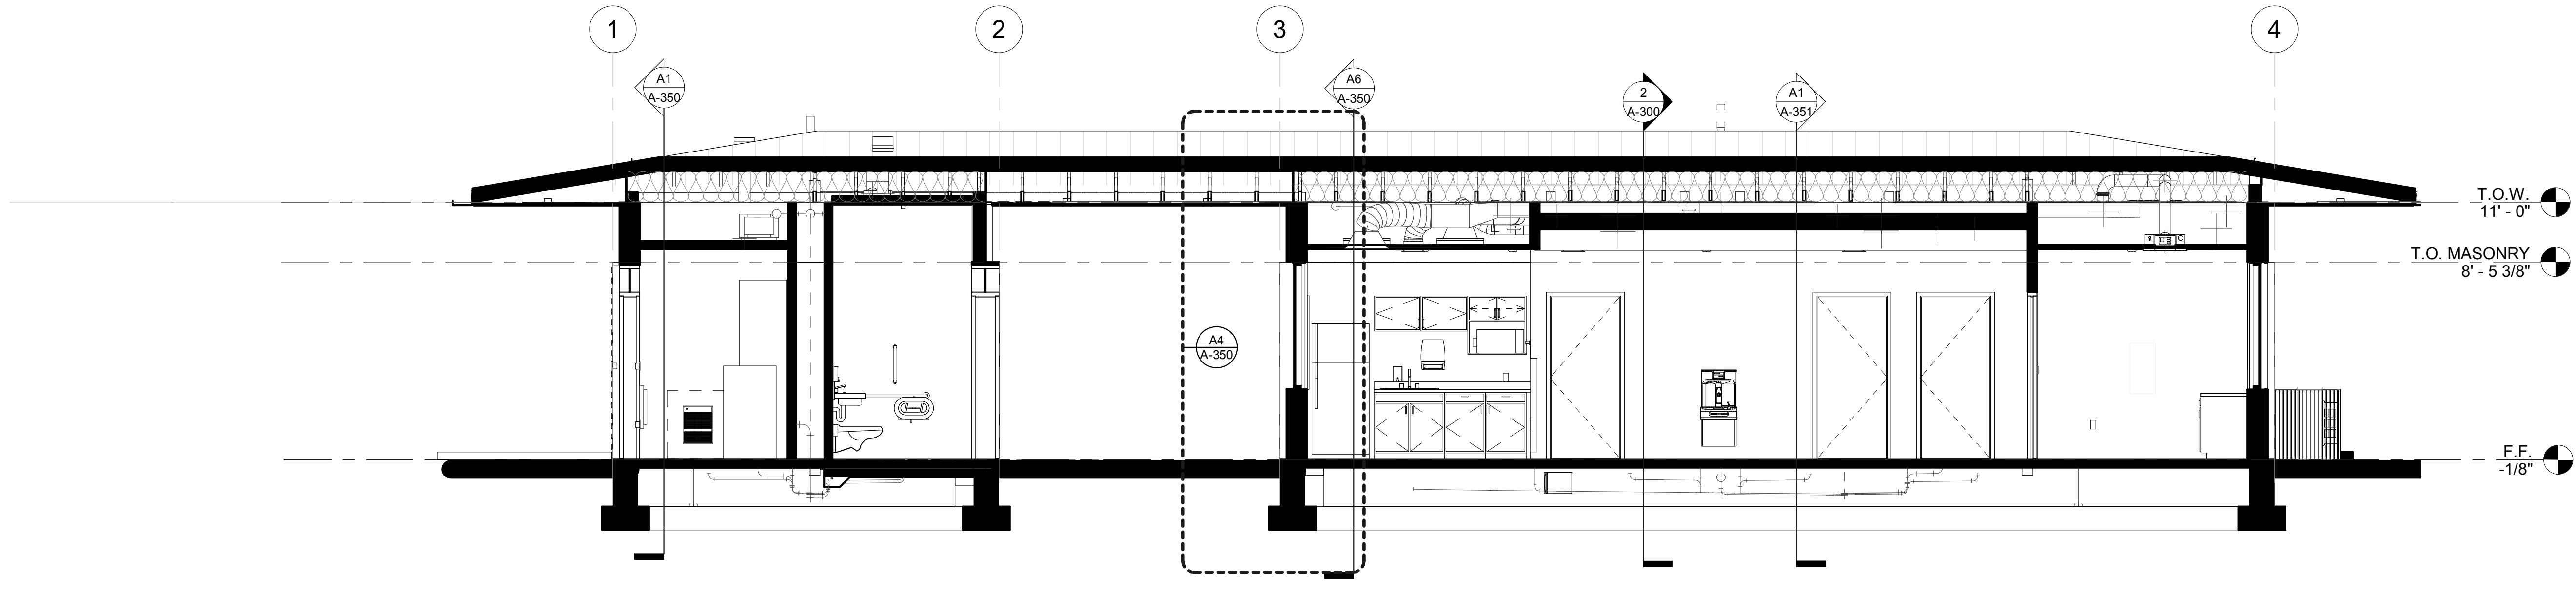 1
2
3
4
A1
A-350
A6
A-350
2
A-300
A1
A-351
T.O.W.
11' - 0"
T.O. MASONRY
8' - 5 3/8"
A4
A-350
F.F.
-1/8"